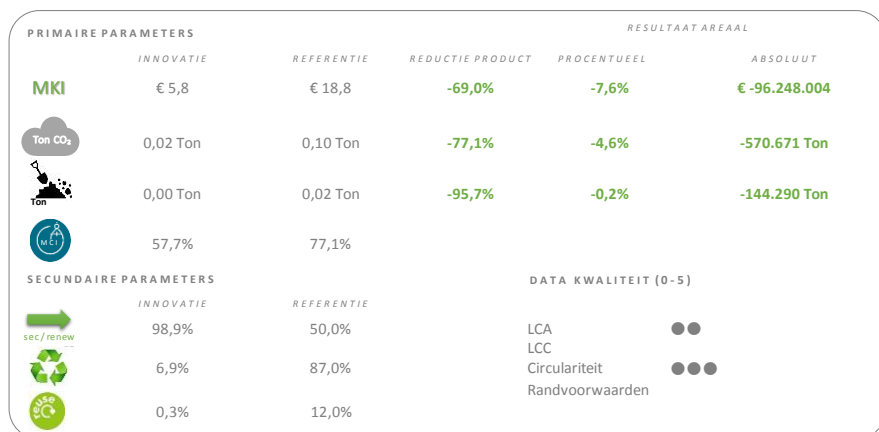 RESULTAAT AREAAL
PRIMAIRE PARAMETERS
INNOVATIE REFERENTIE REDUCTIE PRODUCT PROCENTUEEL ABSOLUUT
MKI € 5,8 € 18,8 -69,0% -7,6% € -96.248.004
Ton CO₂ 0,02 Ton 0,10 Ton -77,1% -4,6% -570.671 Ton
Ton 0,00 Ton 0,02 Ton -95,7% -0,2% -144.290 Ton
MCI 57,7% 77,1%
SECUNDAIRE PARAMETERS DATA KWALITEIT (0-5)
INNOVATIE REFERENTIE
sec/renew 98,9% 50,0% LCA
LCC
6,9% 87,0% Circulariteit
Randvoorwaarden
reuse 0,3% 12,0%